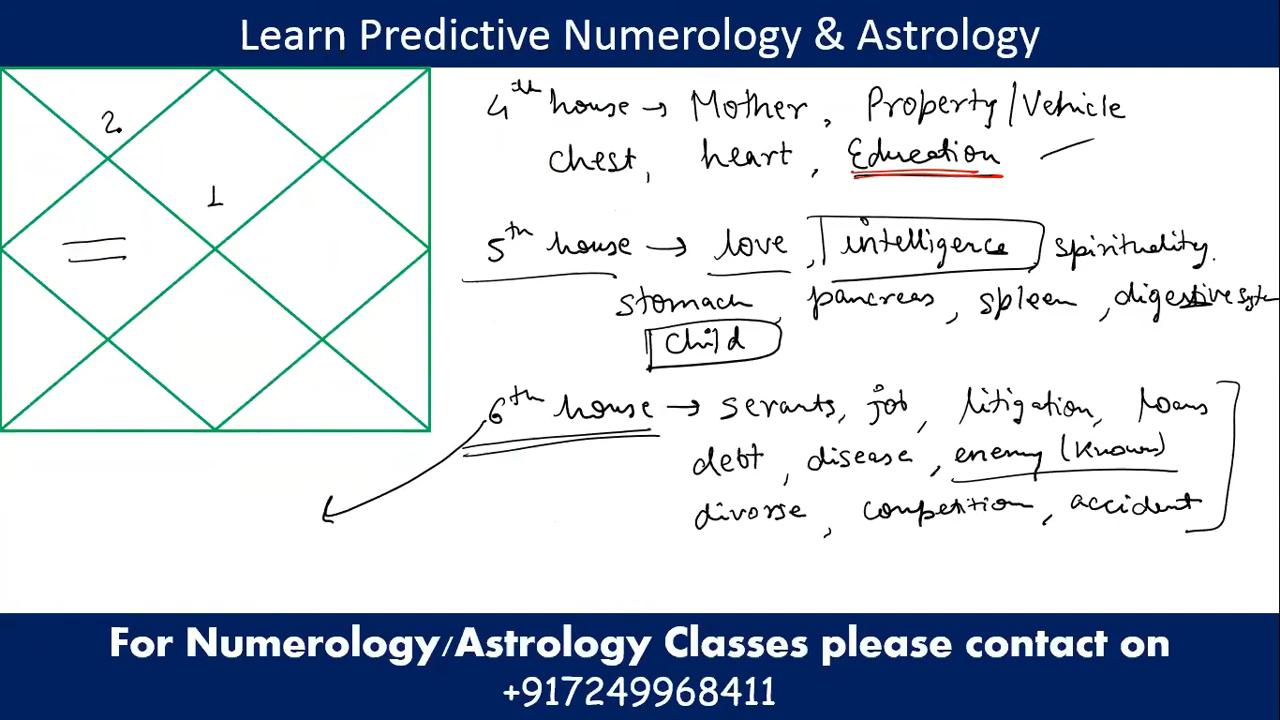 Learn Predictive Numerology & Astrology
2.
1
4th house → Mother, Property/Vehicle
chest, heart, Education
5th house → love, intelligence, spirituality.
stomach, pancreas, spleen, digestive syste
child
6th house → servants, job, litigation, loans
debt, disease, enemy (known)
divorse, competition, accident
For Numerology/Astrology Classes please contact on
+917249968411